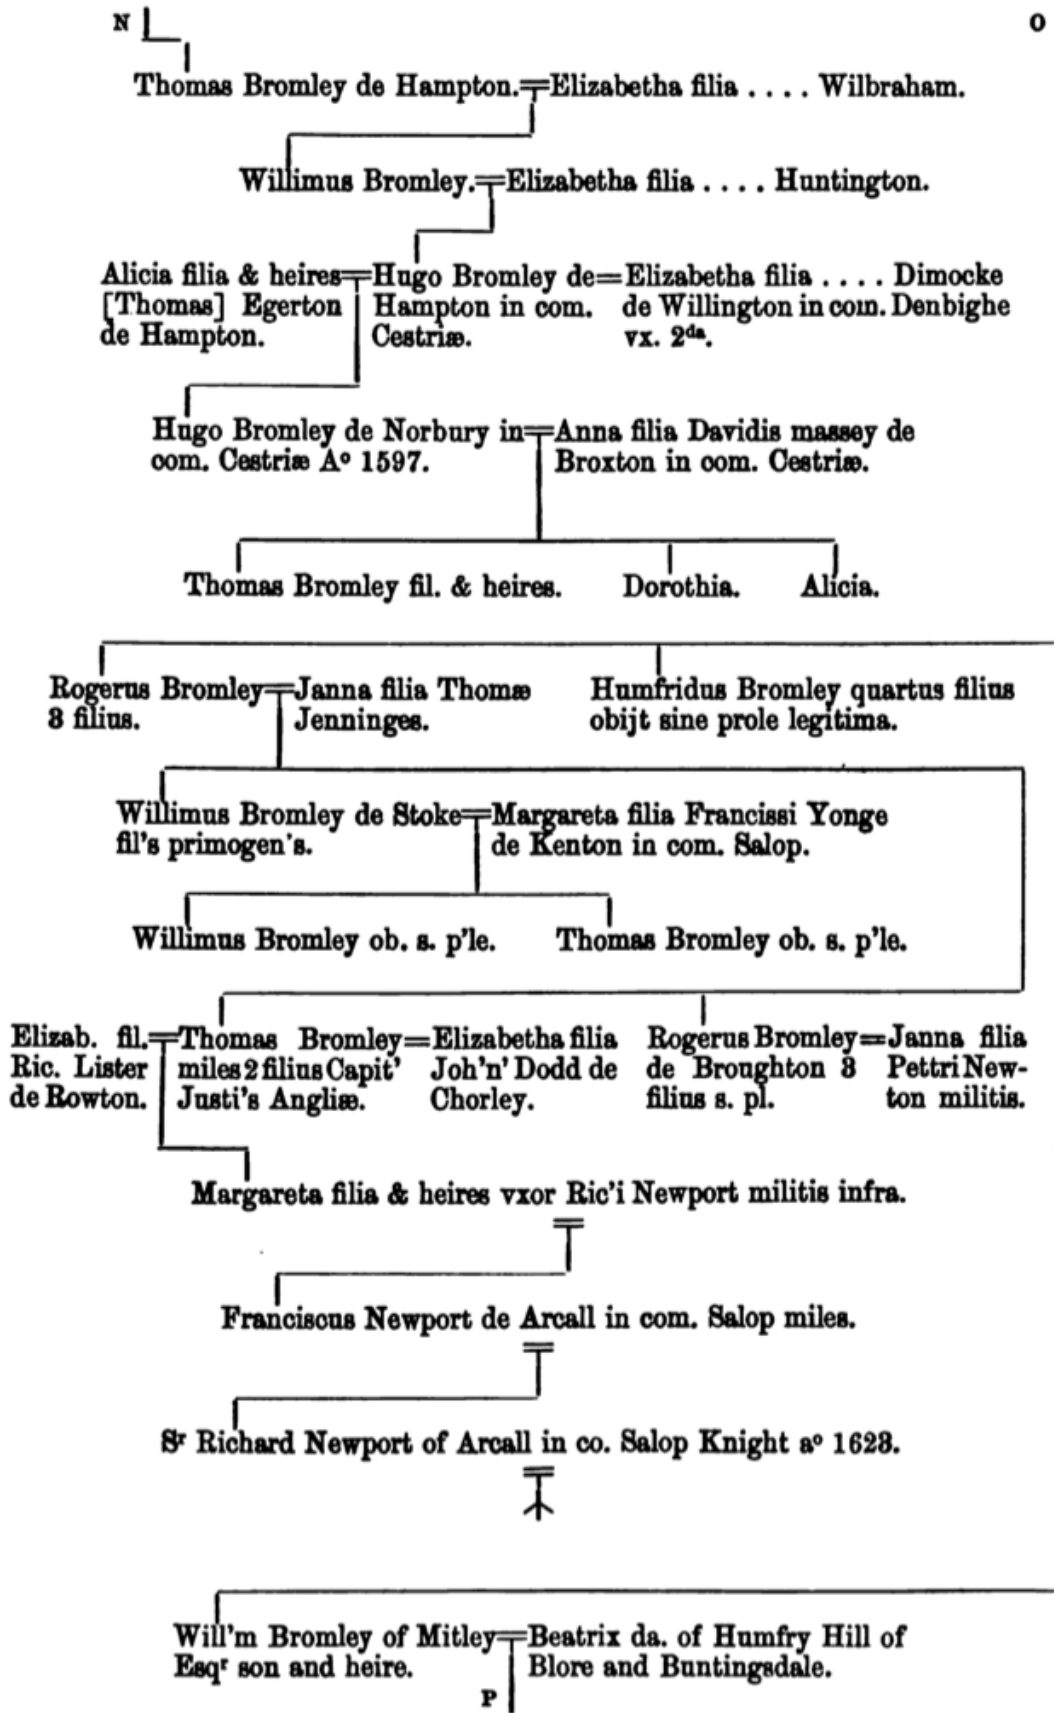 N O
Thomas Bromley de Hampton.=Elizabetha filia .... Wilbraham.
Willimus Bromley.=Elizabetha filia .... Huntington.
Alicia filia & heires=Hugo Bromley de=Elizabetha filia .... Dimocke
[Thomas] Egerton Hampton in com. de Willington in com. Denbighe
de Hampton. Cestriæ. vx. 2da.
Hugo Bromley de Norbury in=Anna filia Davidis massey de
com. Cestriæ Ao 1597. Broxton in com. Cestriæ.
Thomas Bromley fil. & heires. Dorothia. Alicia.
Rogerus Bromley=Janna filia Thomæ Humfridus Bromley quartus filius
3 filius. Jenninges. obijt sine prole legitima.
Willimus Bromley de Stoke=Margareta filia Francissi Yonge
fil's primogen's. de Kenton in com. Salop.
Willimus Bromley ob. s. p'le. Thomas Bromley ob. s. p'le.
Elizab. fil.=Thomas Bromley=Elizabetha filia Rogerus Bromley=Janna filia
Ric. Lister miles 2 filius Capit' Joh'n' Dodd de de Broughton 3 Pettri New-
de Rowton. Justi's Angliæ. Chorley. filius s. pl. ton militis.
Margareta filia & heires vxor Ric'i Newport militis infra.
Franciscus Newport de Arcall in com. Salop miles.
Sr Richard Newport of Arcall in co. Salop Knight ao 1623.
Will'm Bromley of Mitley=Beatrix da. of Humfry Hill of
Esqr son and heire. Blore and Buntingsdale.
P